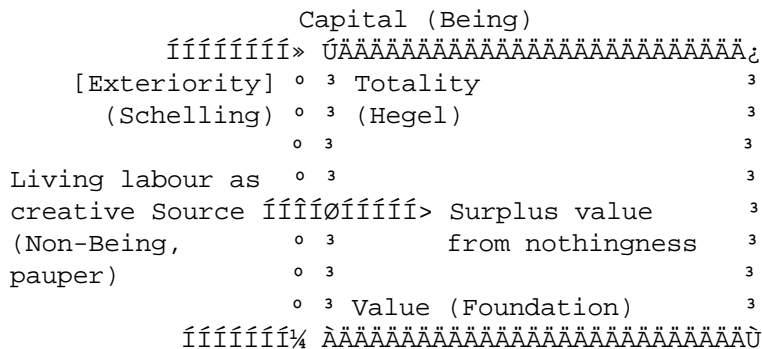 Capital (Being)
ÍÍÍÍÍÍÍÍ» ÚÄÄÄÄÄÄÄÄÄÄÄÄÄÄÄÄÄÄÄÄÄÄÄÄÄÄÄ¿
[Exteriority] º ³ Totality ³
(Schelling) º ³ (Hegel) ³
º ³ ³
Living labour as º ³ ³
creative Source ÍÍÎÍØÍÍÍÍÍ> Surplus value ³
(Non-Being, º ³ from nothingness ³
pauper) º ³ ³
º ³ Value (Foundation) ³
ÍÍÍÍÍÍÍ¼ ÀÄÄÄÄÄÄÄÄÄÄÄÄÄÄÄÄÄÄÄÄÄÄÄÄÄÄÄÙ